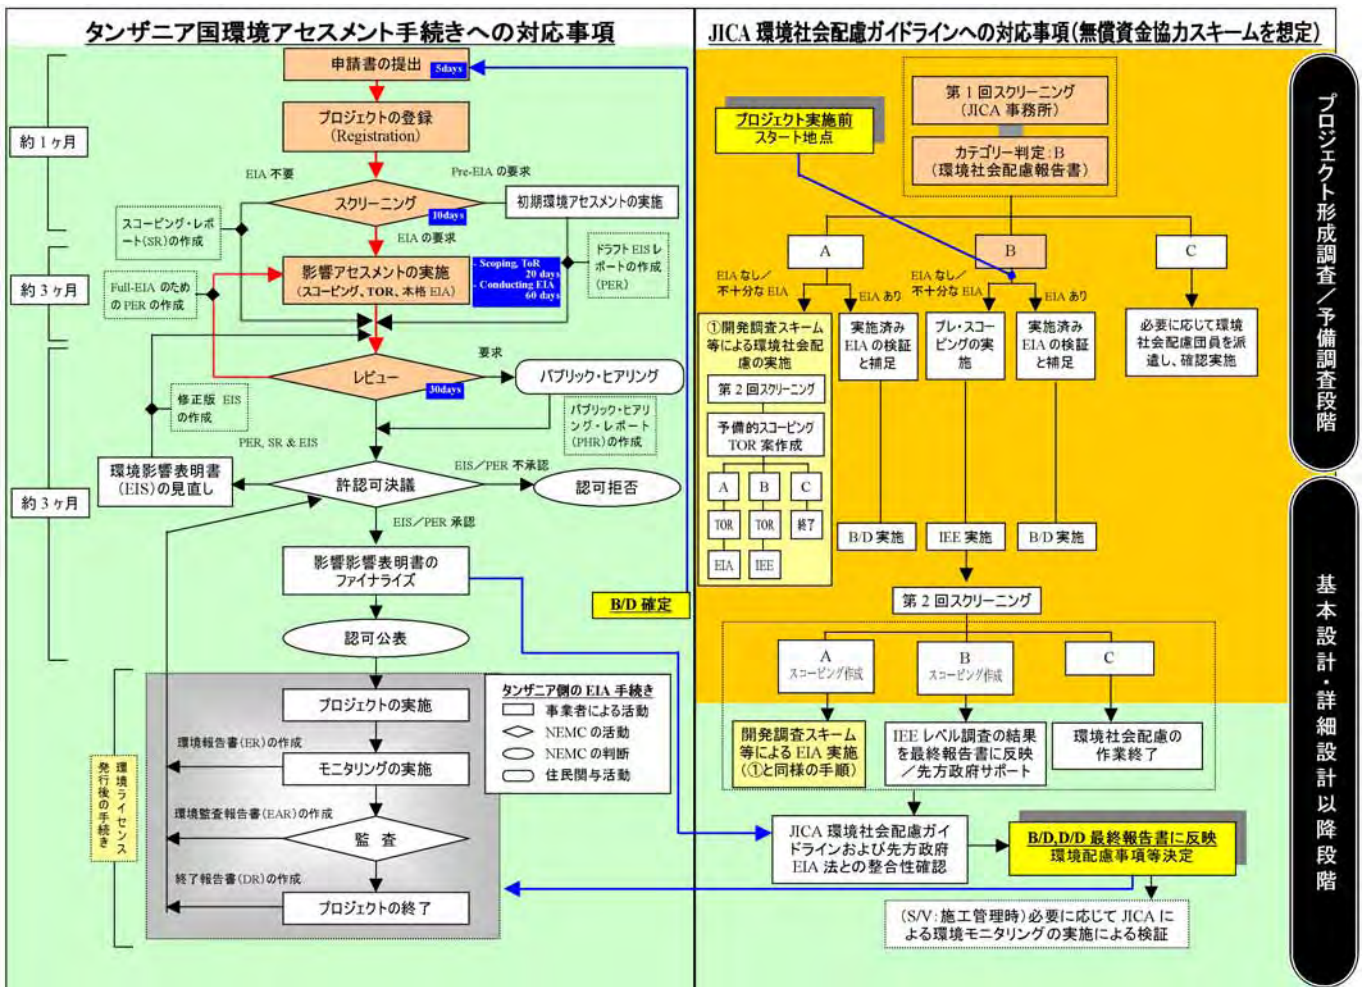 タンザニア国環境アセスメント手続きへの対応事項
申請書の提出
5days
プロジェクトの登録
(Registration)
約1ヶ月
EIA 不要
Pre-EIA の要求
スクリーニング
10days
初期環境アセスメントの実施
スコーピング・レポ
ート(SR)の作成
EIA の要求
ドラフト EIS レ
ポートの作成
(PER)
約3ヶ月
Full-EIA のため
の PER の作成
影響アセスメントの実施
(スコーピング、TOR、本格 EIA)
- Scoping, ToR
20 days
- Conducting EIA
60 days
レビュー
30days
要求
パブリック・ヒアリング
修正版 EIS
の作成
パブリック・ヒアリ
ング・レポート
(PHR)の作成
PER, SR & EIS
約3ヶ月
環境影響表明書
(EIS)の見直し
許認可決議
EIS/PER 不承認
認可拒否
EIS/PER 承認
影響影響表明書の
ファイナライズ
B/D 確定
認可公表
環境ライセンス
発行後の手続き
プロジェクトの実施
環境報告書(ER)の作成
モニタリングの実施
環境監査報告書(EAR)の作成
監 査
終了報告書(DR)の作成
プロジェクトの終了
タンザニア側の EIA 手続き
事業者による活動
NEMC の活動
NEMC の判断
住民関与活動
JICA 環境社会配慮ガイドラインへの対応事項(無償資金協力スキームを想定)
プロジェクト実施前
スタート地点
第1回スクリーニング
(JICA 事務所)
カテゴリー判定:B
(環境社会配慮報告書)
A
B
C
EIA なし/
不十分な EIA
EIA あり
EIA なし/
不十分な EIA
EIA あり
①開発調査スキーム
等による環境社会配
慮の実施
第2回スクリーニング
予備的スコーピング
TOR 案作成
A
B
C
TOR
TOR
終了
EIA
IEE
実施済み
EIA の検証
と補足
プレ・スコー
ピングの実
施
実施済み
EIA の検証
と補足
必要に応じて環境
社会配慮団員を派
遣し、確認実施
B/D 実施
IEE 実施
B/D 実施
第2回スクリーニング
A
スコーピング作成
B
スコーピング作成
C
開発調査スキーム
等による EIA 実施
(①と同様の手順)
IEE レベル調査の結果
を最終報告書に反映
/先方政府サポート
環境社会配慮の
作業終了
JICA 環境社会配慮ガイ
ドラインおよび先方政府
EIA 法との整合性確認
B/D,D/D 最終報告書に反映
環境配慮事項等決定
(S/V:施工管理時)必要に応じて JICA に
よる環境モニタリングの実施による検証
プロジェクト形成調査/予備調査段階
基本設計・詳細設計以降段階